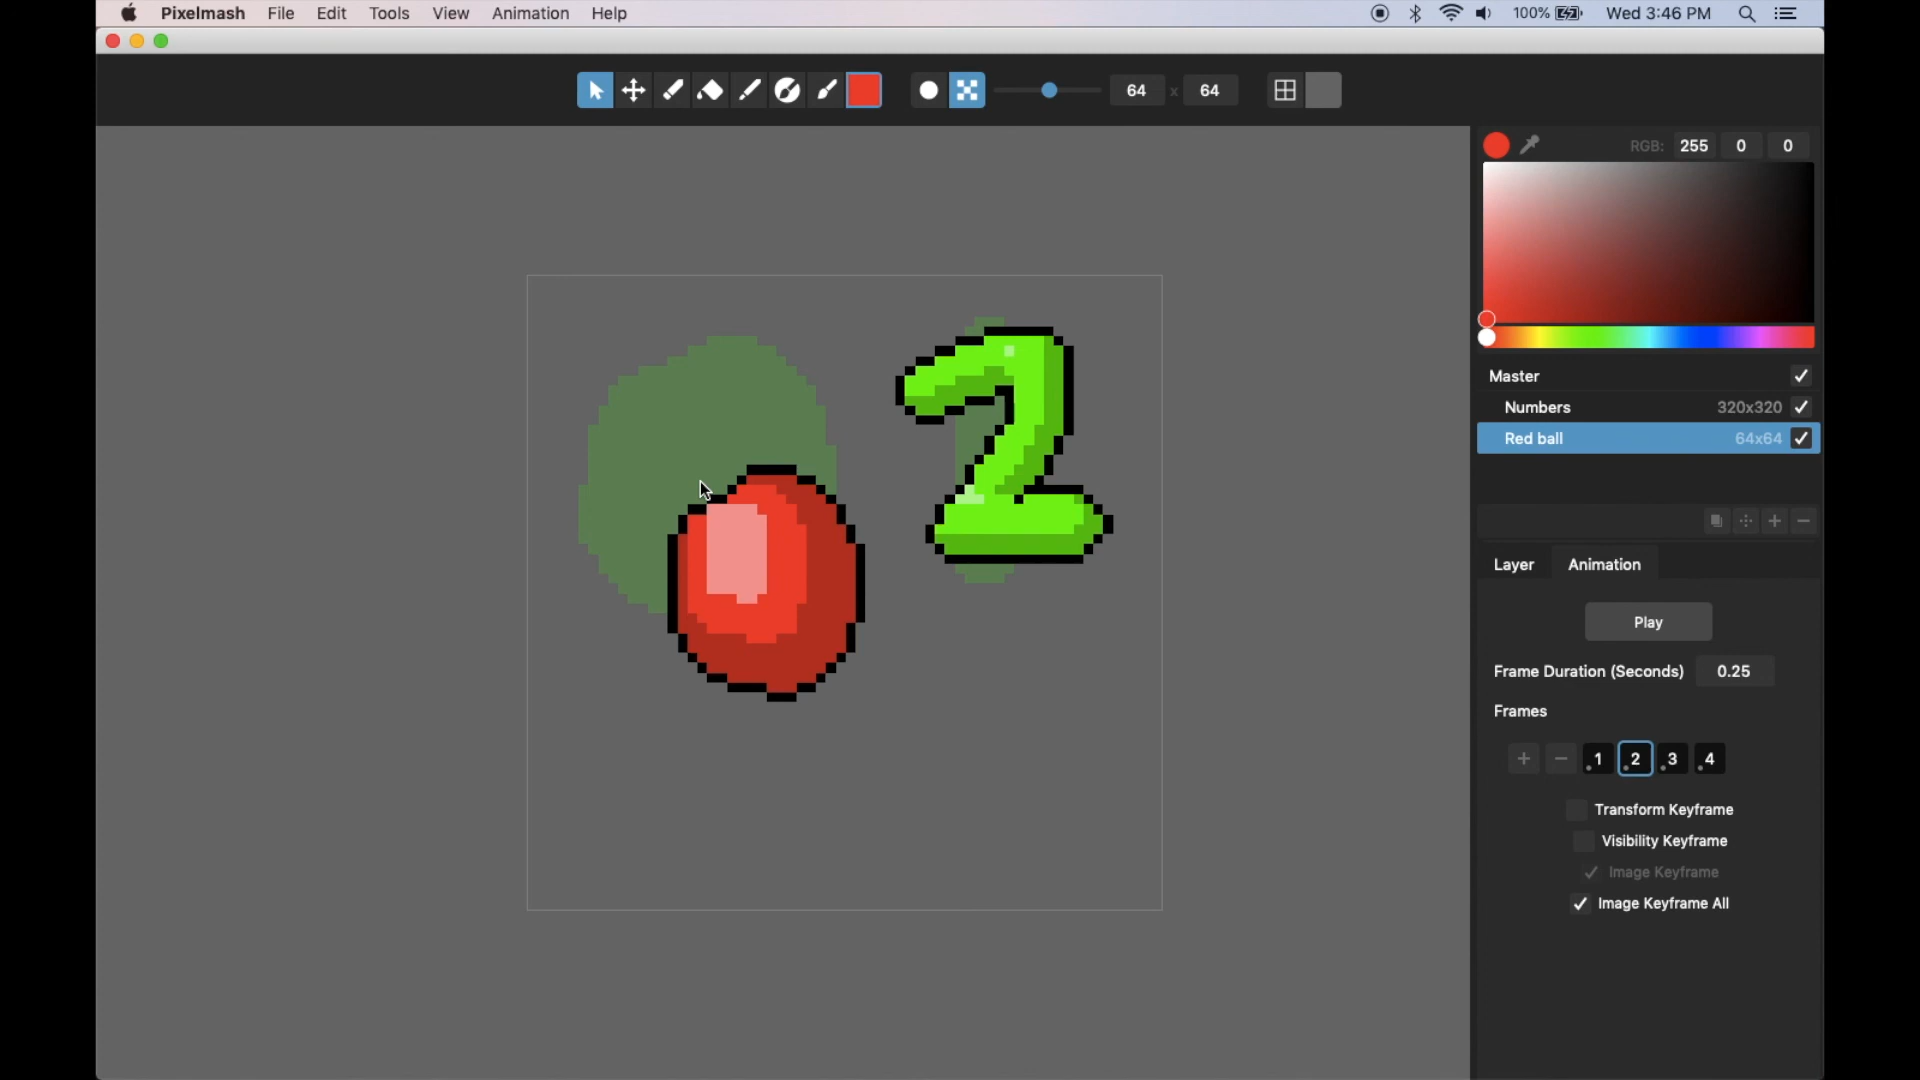 Pixelmash File Edit Tools View Animation Help 100% Wed 3:46 PM
64 x 64
RGB: 255 0 0
Master
Numbers 320x320
Red ball 64x64
2
Layer Animation
Play
Frame Duration (Seconds) 0.25
Frames
+ − 1 2 3 4
Transform Keyframe
Visibility Keyframe
Image Keyframe
Image Keyframe All